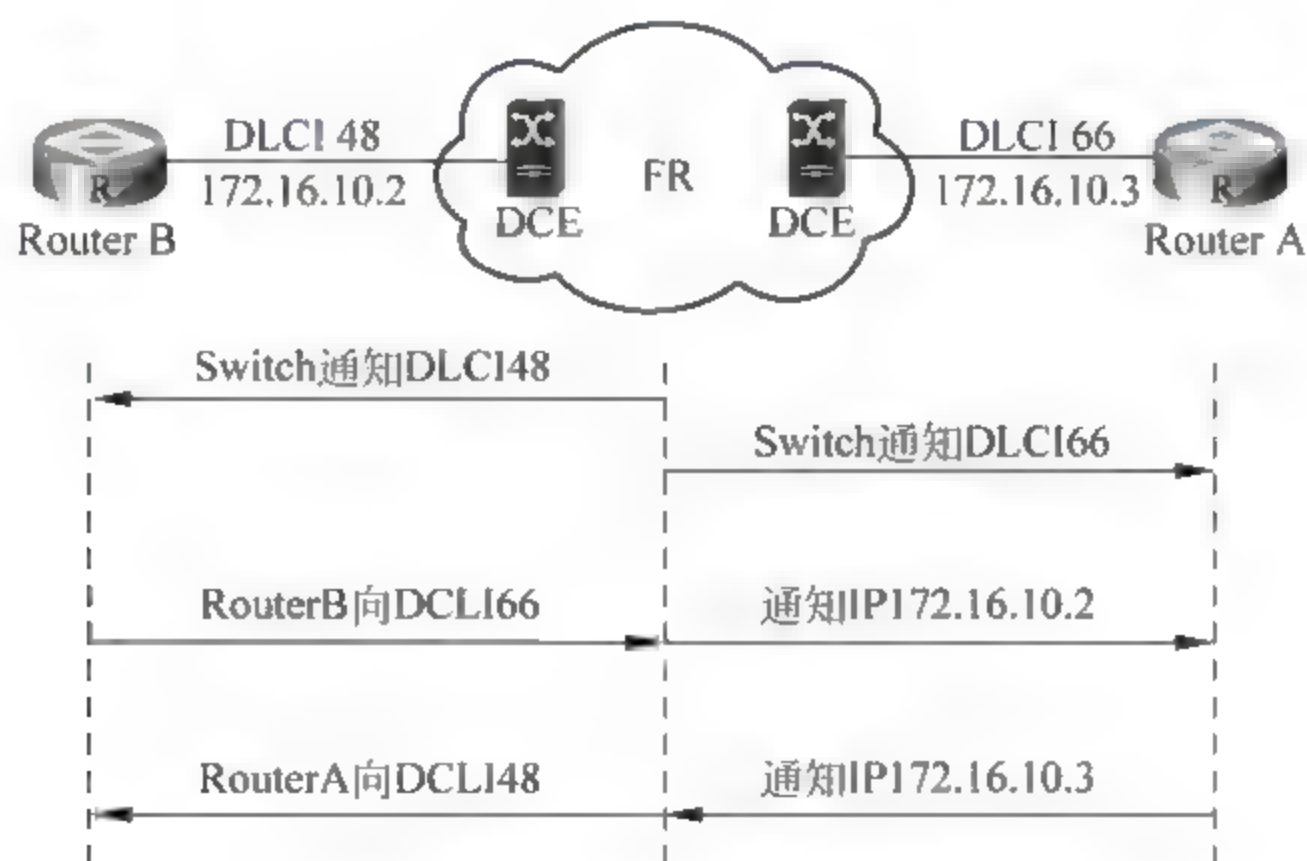 DLCI 48
172.16.10.2
R
Router B
DCE
FR
DCE
DLCI 66
172.16.10.3
R
Router A
Switch通知DLCI48
Switch通知DLCI66
RouterB向DCLI66
通知IP172.16.10.2
RouterA向DCLI48
通知IP172.16.10.3